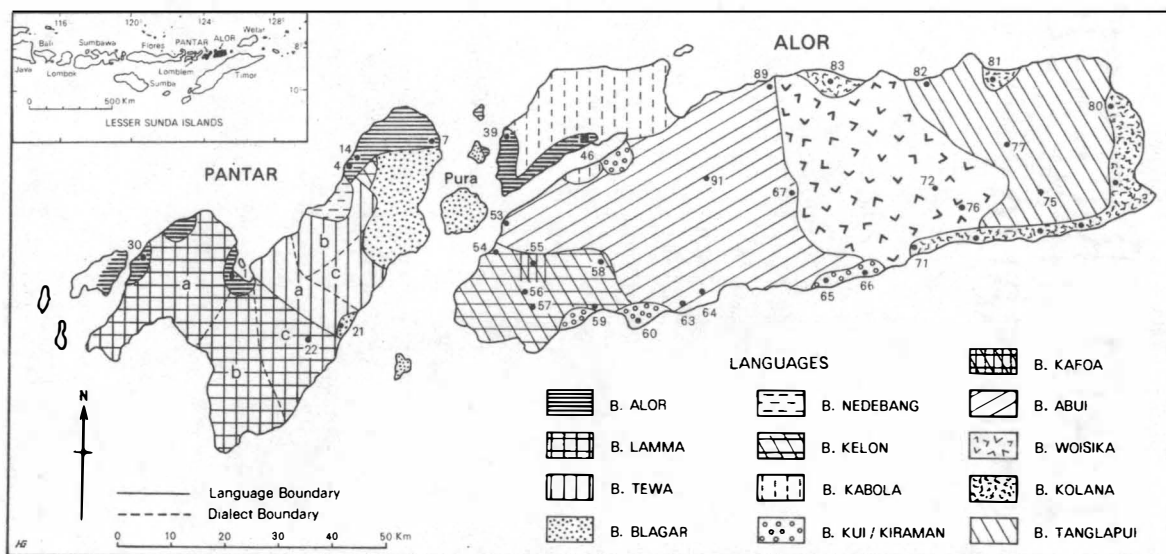 116
120°
124°
128°
Bali
Sumbawa
Flores
PANTAR
ALOR
Wetar
8°
Java
Lombok
Lomblem
Sumba
Timor
10°
0
500 Km
LESSER SUNDA ISLANDS
ALOR
PANTAR
Pura
14
4
7
39
46
89
83
82
81
80
77
72
76
75
91
67
53
54
55
58
56
57
59
60
63
64
65
66
71
30
21
22
a
b
c
a
b
c
N
LANGUAGES
B. ALOR
B. LAMMA
B. TEWA
B. BLAGAR
B. NEDEBANG
B. KELON
B. KABOLA
B. KUI / KIRAMAN
B. KAFOA
B. ABUI
B. WOISIKA
B. KOLANA
B. TANGLAPUI
Language Boundary
Dialect Boundary
0 10 20 30 40 50 Km
HG